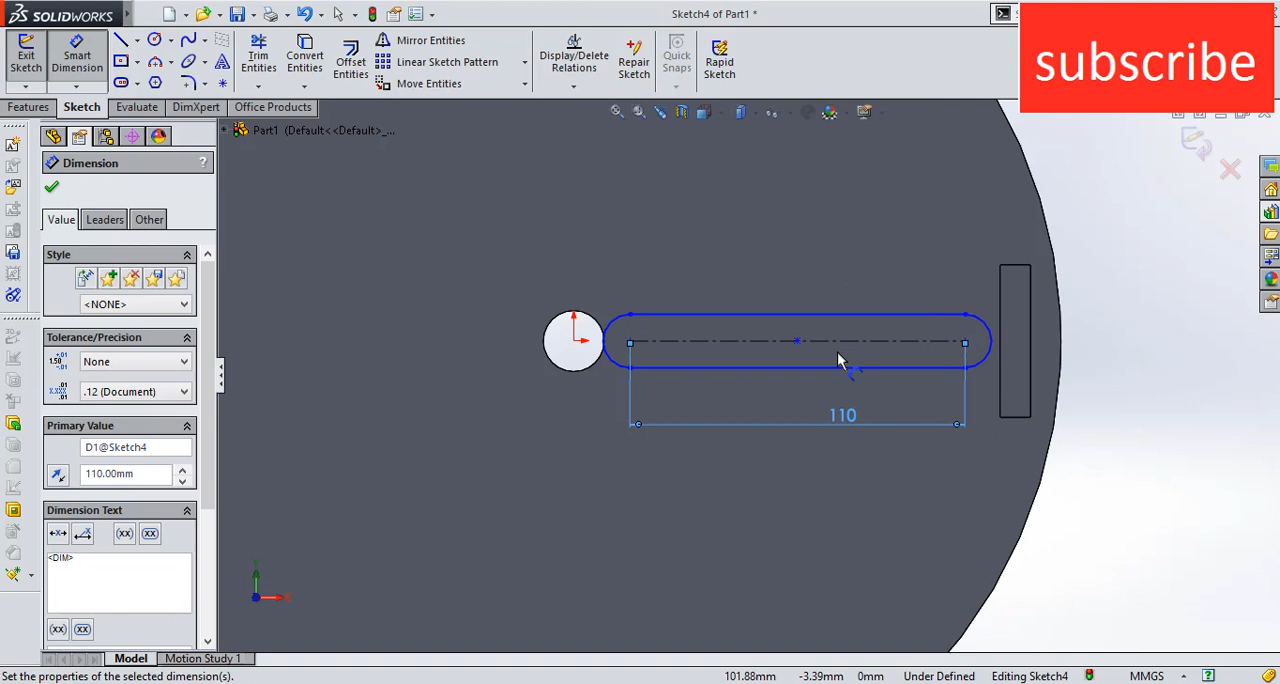 SOLIDWORKS
Sketch4 of Part1 *
subscribe
Exit Sketch
Smart Dimension
Trim Entities
Convert Entities
Offset Entities
Mirror Entities
Linear Sketch Pattern
Move Entities
Display/Delete Relations
Repair Sketch
Quick Snaps
Rapid Sketch
Features
Sketch
Evaluate
DimXpert
Office Products
Part1 (Default<<Default>_...
Dimension
?
Value
Leaders
Other
Style
<NONE>
Tolerance/Precision
None
.12 (Document)
Primary Value
D1@Sketch4
110.00mm
Dimension Text
(xx)
<DIM>
(xx)
110
Model
Motion Study 1
Set the properties of the selected dimension(s).
101.88mm
-3.39mm
0mm
Under Defined
Editing Sketch4
MMGS